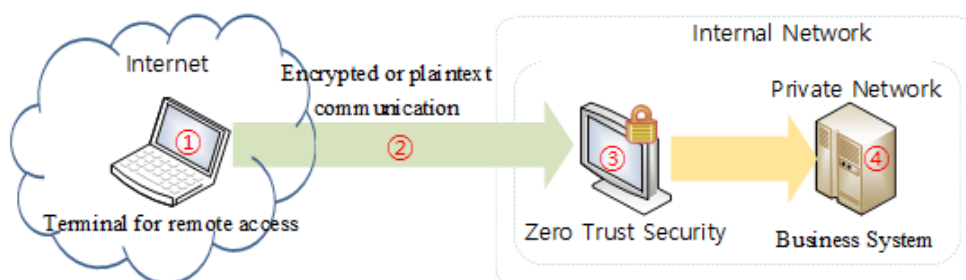 Internal Network
Internet
Encrypted or plaintext
communication
Private Network
①
②
③
④
Terminal for remote access
Zero Trust Security
Business System